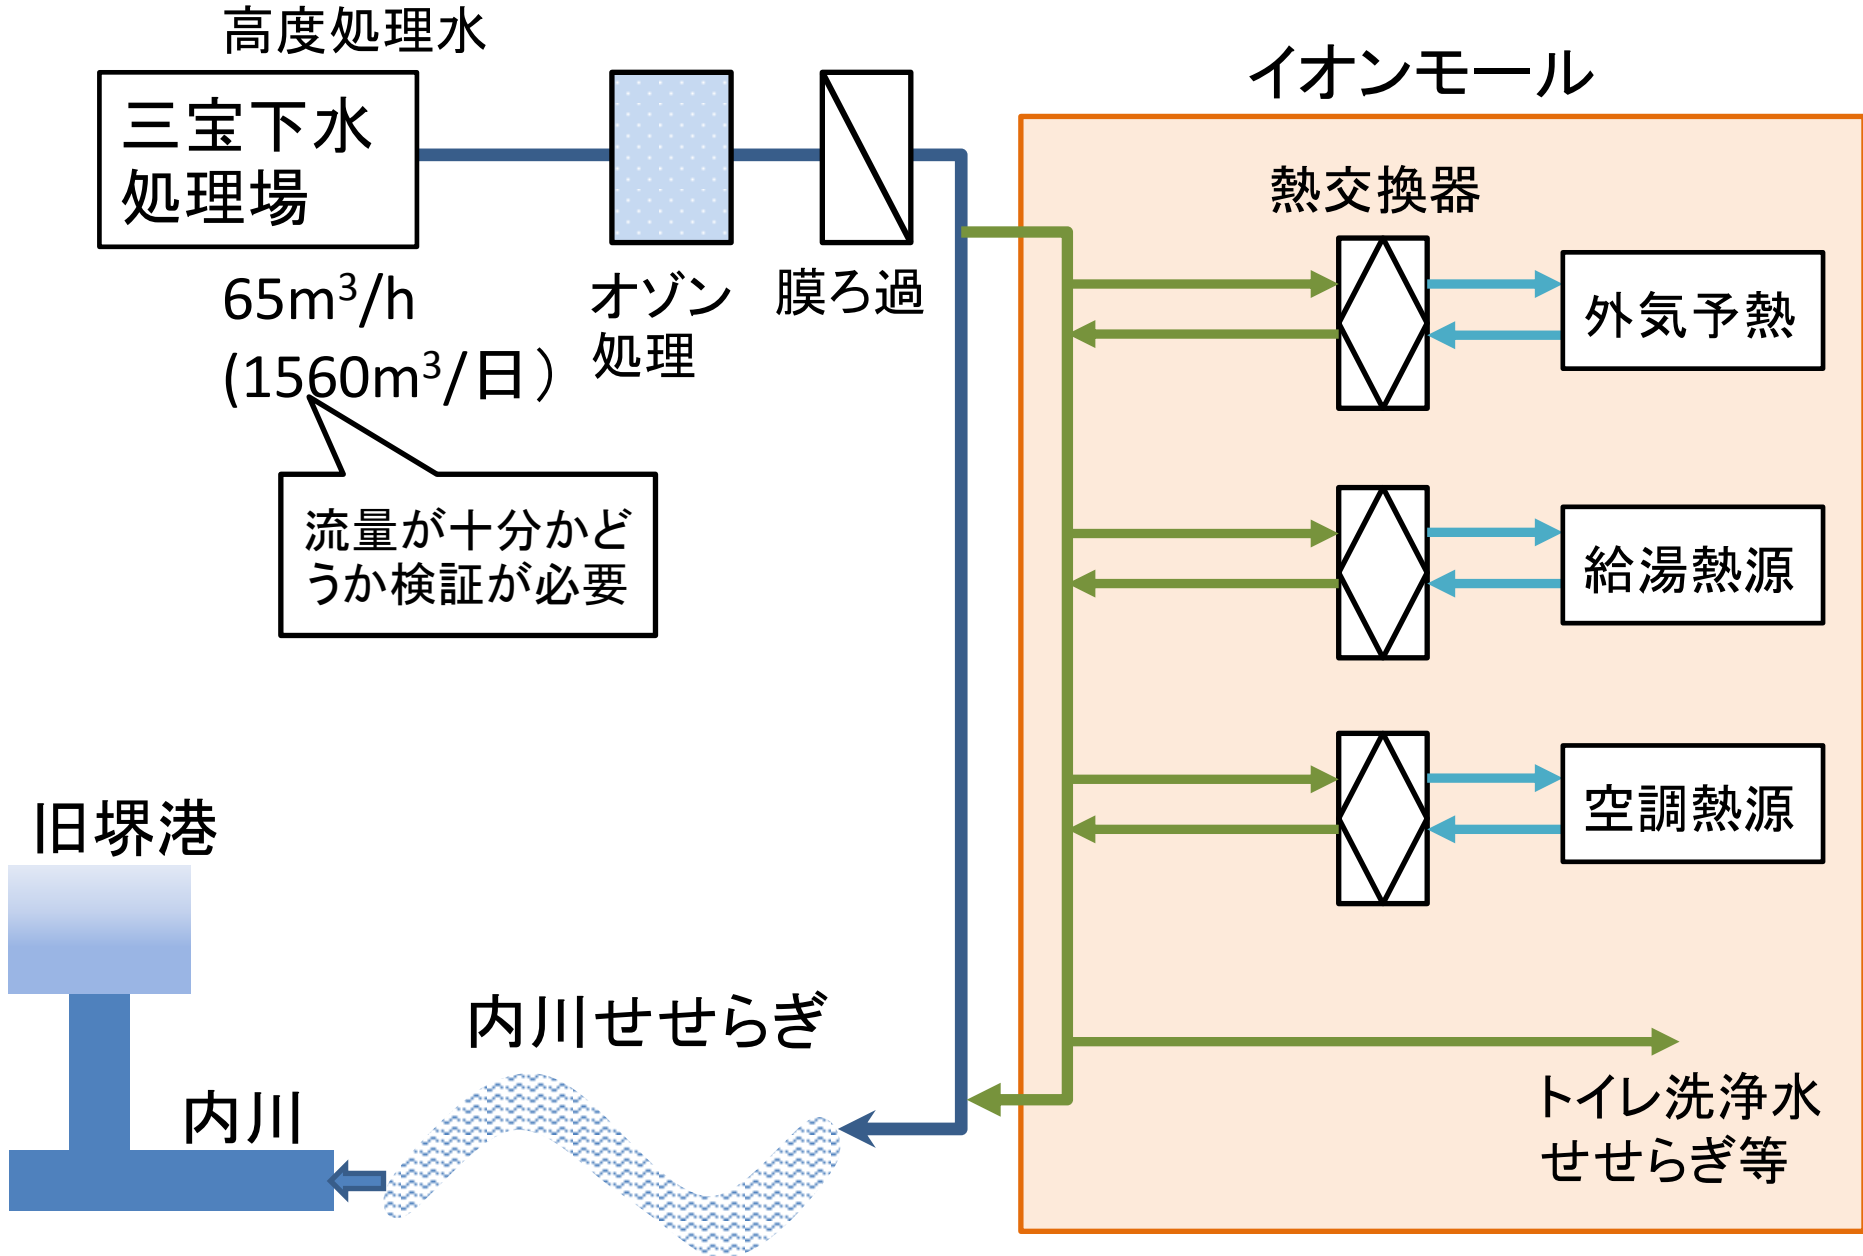 高度処理水
三宝下水
処理場
65m³/h
(1560m³/日）
オゾン
処理
膜ろ過
流量が十分かど
うか検証が必要
イオンモール
熱交換器
外気予熱
給湯熱源
空調熱源
トイレ洗浄水
せせらぎ等
旧堺港
内川
内川せせらぎ